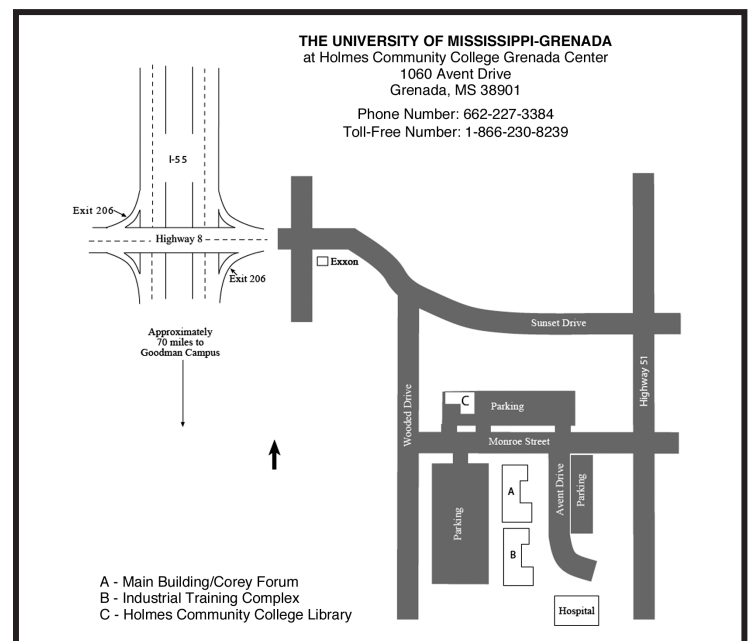 THE UNIVERSITY OF MISSISSIPPI-GRENADA
at Holmes Community College Grenada Center
1060 Avent Drive
Grenada, MS 38901
Phone Number: 662-227-3384
Toll-Free Number: 1-866-230-8239
I-55
Exit 206
Highway 8
Exxon
Exit 206
Sunset Drive
Approximately
70 miles to
Goodman Campus
Highway 51
Wooded Drive
C
Parking
Monroe Street
A
Avent Drive
Parking
Parking
B
A - Main Building/Corey Forum
B - Industrial Training Complex
C - Holmes Community College Library
Hospital